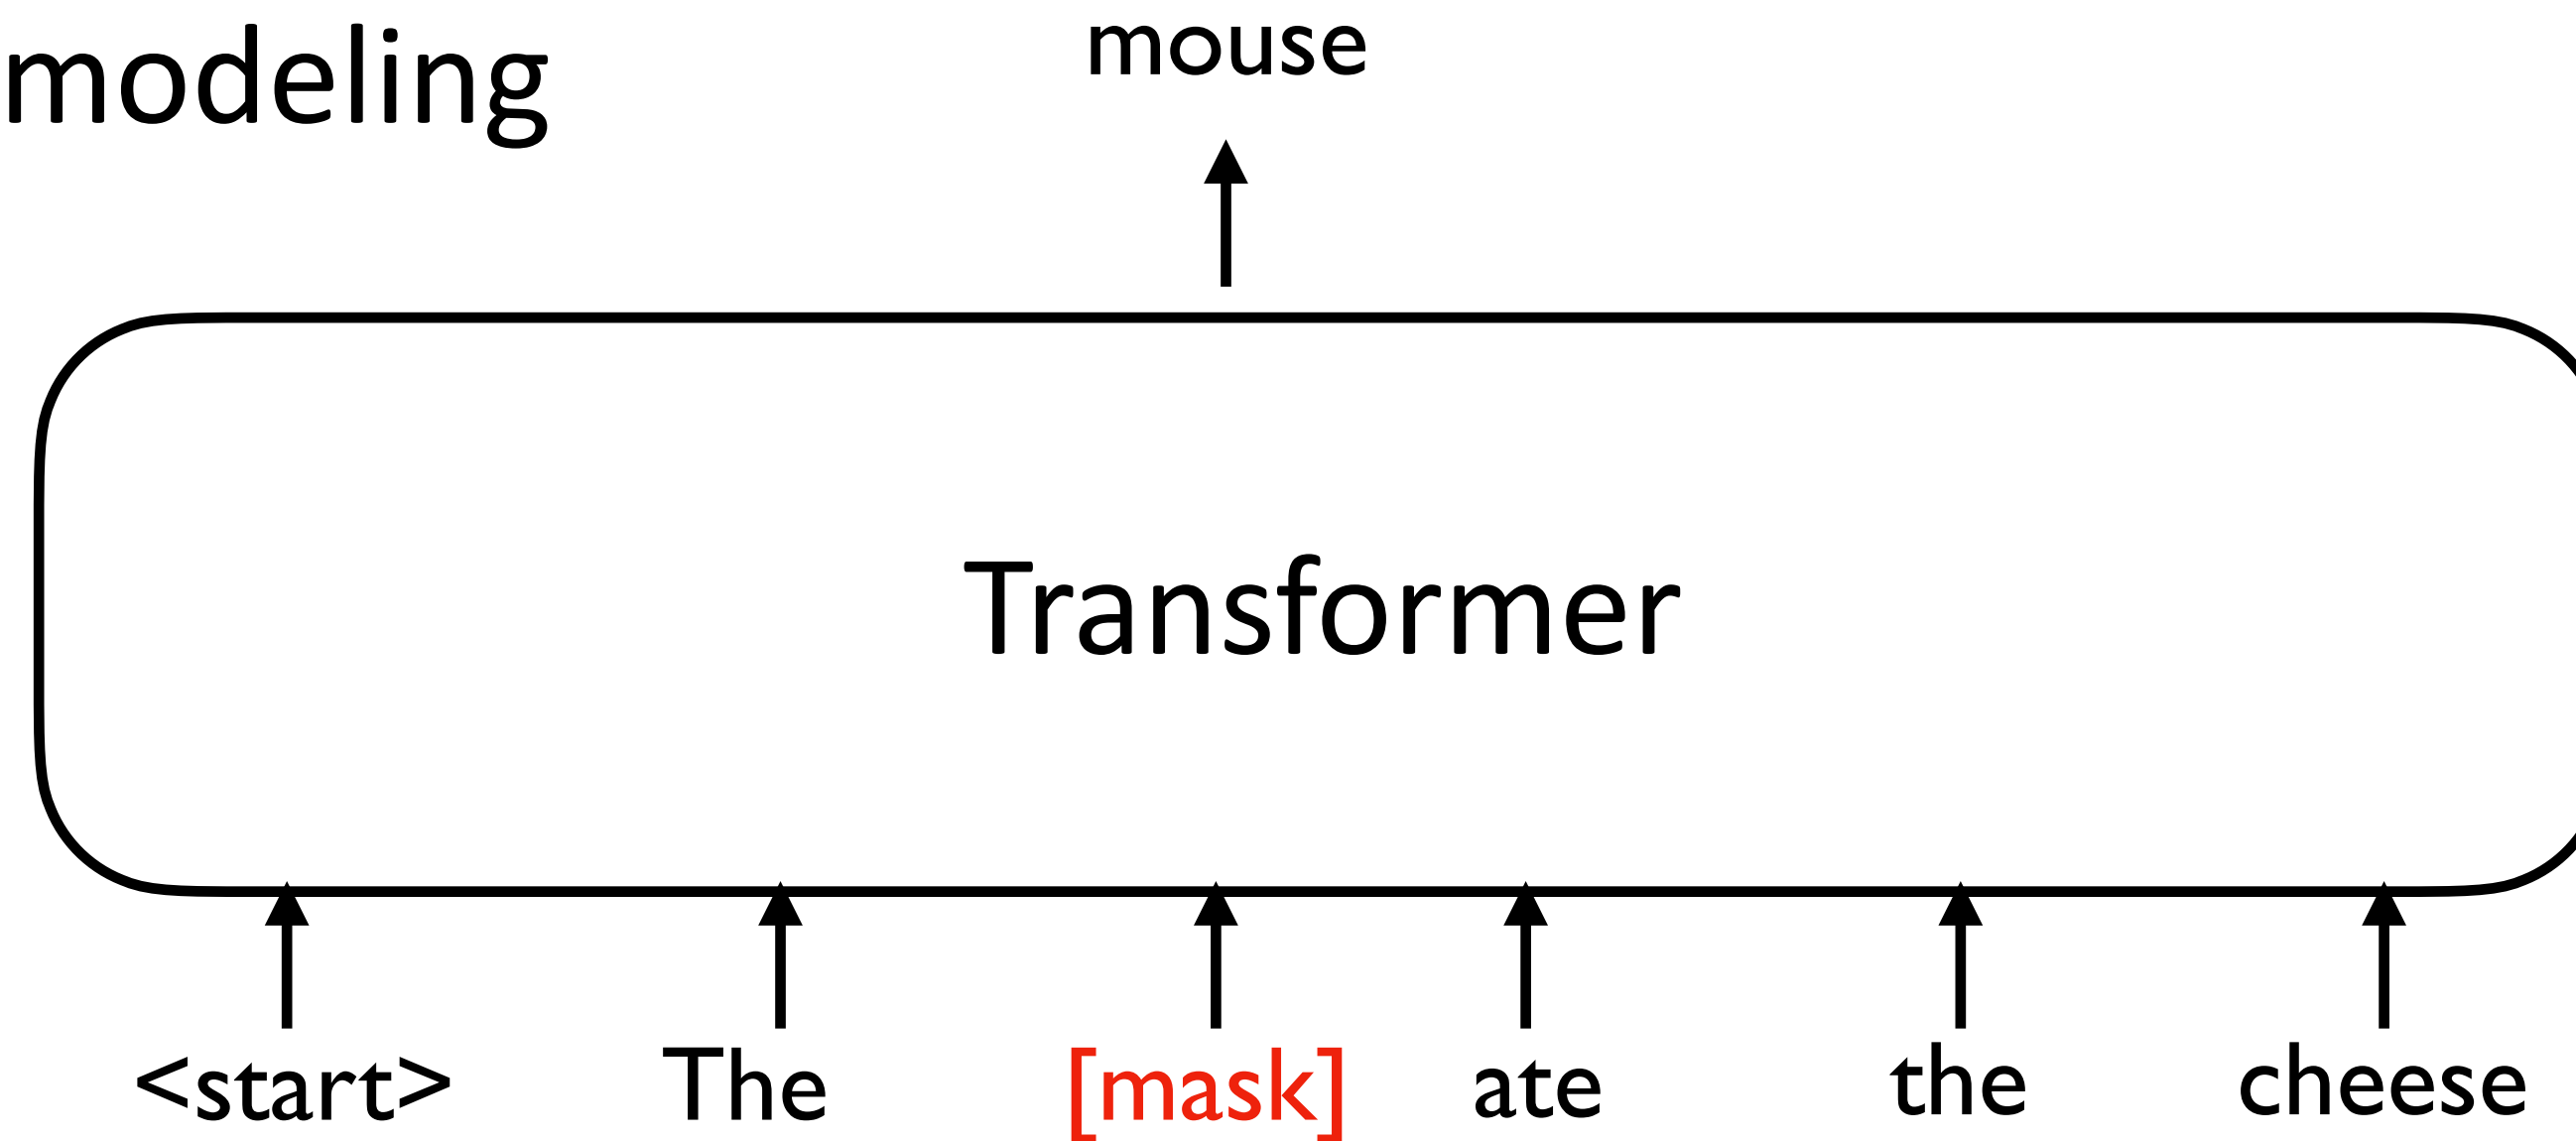 modeling
mouse
Transformer
<start> The [mask] ate the cheese